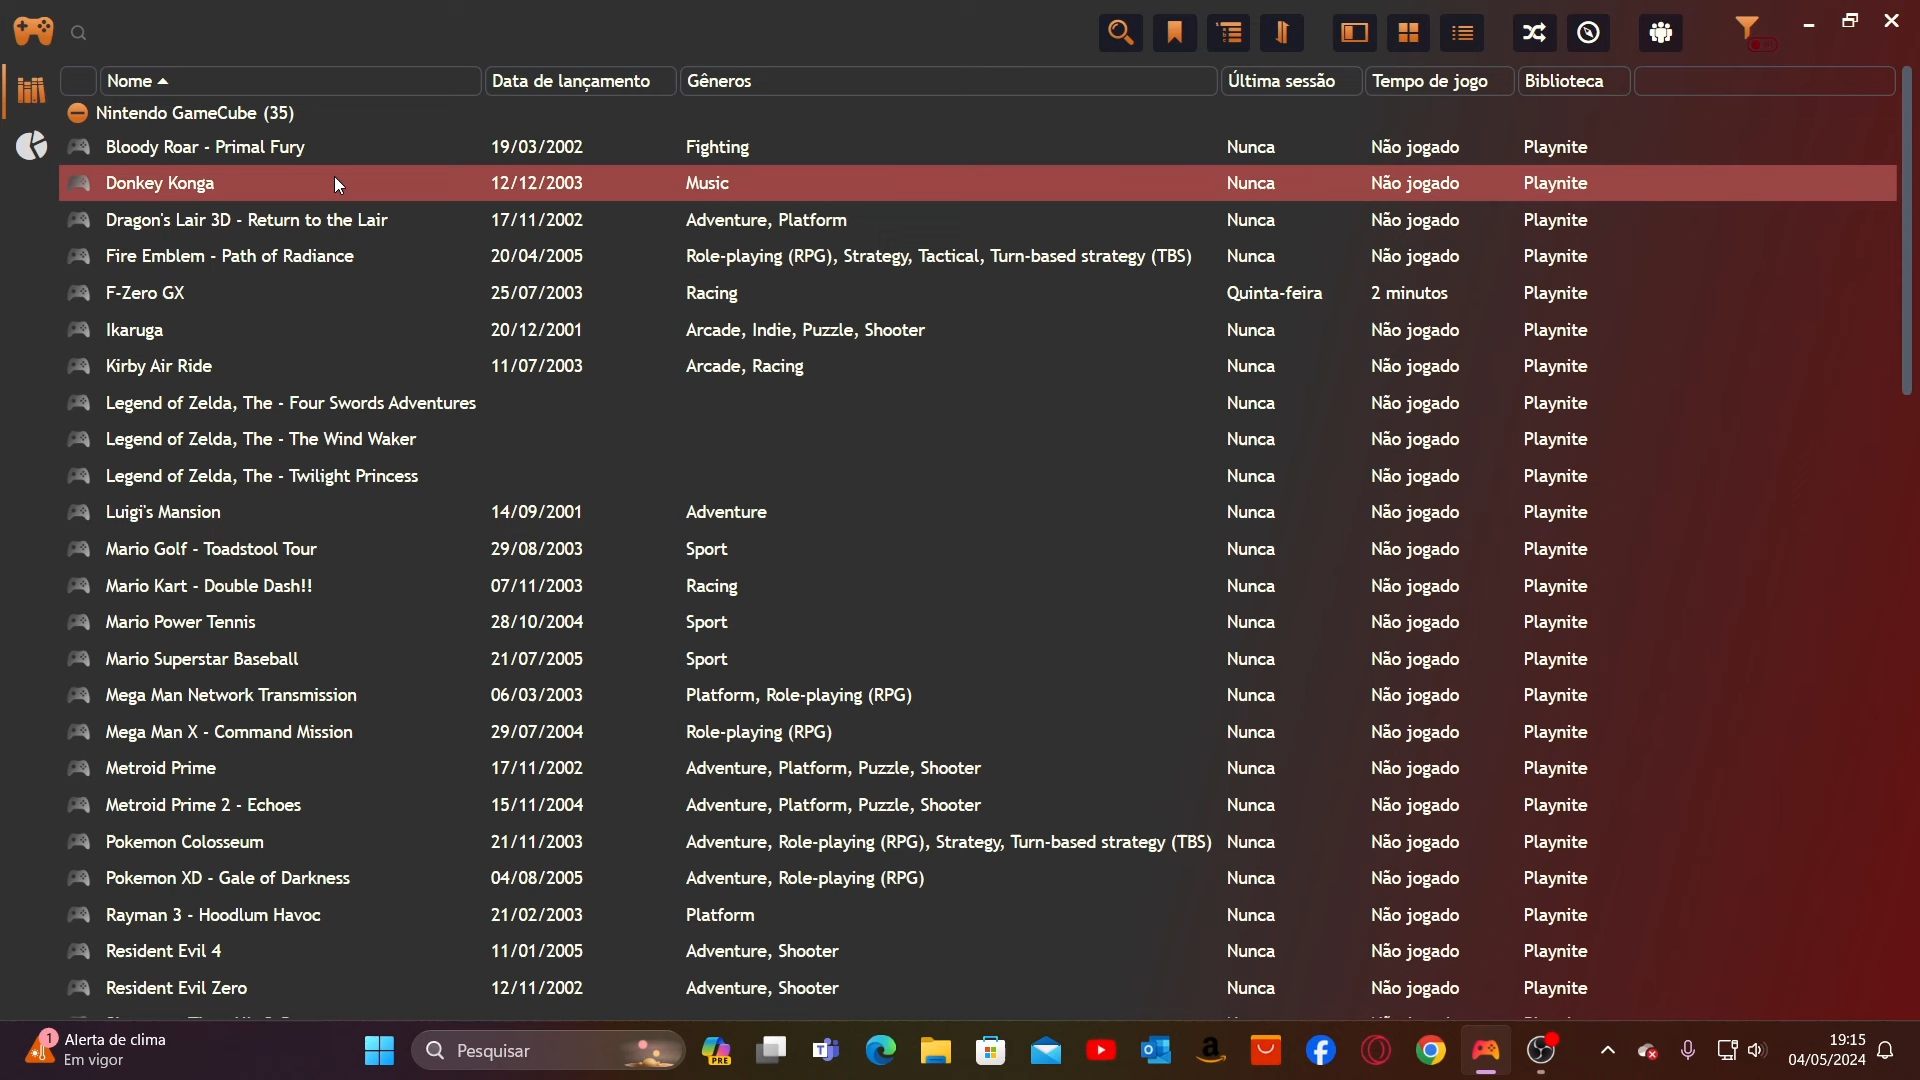 Nome Data de lançamento Gêneros Última sessão Tempo de jogo Biblioteca
Nintendo GameCube (35)
Bloody Roar - Primal Fury 19/03/2002 Fighting Nunca Não jogado Playnite
Donkey Konga 12/12/2003 Music Nunca Não jogado Playnite
Dragon's Lair 3D - Return to the Lair 17/11/2002 Adventure, Platform Nunca Não jogado Playnite
Fire Emblem - Path of Radiance 20/04/2005 Role-playing (RPG), Strategy, Tactical, Turn-based strategy (TBS) Nunca Não jogado Playnite
F-Zero GX 25/07/2003 Racing Quinta-feira 2 minutos Playnite
Ikaruga 20/12/2001 Arcade, Indie, Puzzle, Shooter Nunca Não jogado Playnite
Kirby Air Ride 11/07/2003 Arcade, Racing Nunca Não jogado Playnite
Legend of Zelda, The - Four Swords Adventures Nunca Não jogado Playnite
Legend of Zelda, The - The Wind Waker Nunca Não jogado Playnite
Legend of Zelda, The - Twilight Princess Nunca Não jogado Playnite
Luigi's Mansion 14/09/2001 Adventure Nunca Não jogado Playnite
Mario Golf - Toadstool Tour 29/08/2003 Sport Nunca Não jogado Playnite
Mario Kart - Double Dash!! 07/11/2003 Racing Nunca Não jogado Playnite
Mario Power Tennis 28/10/2004 Sport Nunca Não jogado Playnite
Mario Superstar Baseball 21/07/2005 Sport Nunca Não jogado Playnite
Mega Man Network Transmission 06/03/2003 Platform, Role-playing (RPG) Nunca Não jogado Playnite
Mega Man X - Command Mission 29/07/2004 Role-playing (RPG) Nunca Não jogado Playnite
Metroid Prime 17/11/2002 Adventure, Platform, Puzzle, Shooter Nunca Não jogado Playnite
Metroid Prime 2 - Echoes 15/11/2004 Adventure, Platform, Puzzle, Shooter Nunca Não jogado Playnite
Pokemon Colosseum 21/11/2003 Adventure, Role-playing (RPG), Strategy, Turn-based strategy (TBS) Nunca Não jogado Playnite
Pokemon XD - Gale of Darkness 04/08/2005 Adventure, Role-playing (RPG) Nunca Não jogado Playnite
Rayman 3 - Hoodlum Havoc 21/02/2003 Platform Nunca Não jogado Playnite
Resident Evil 4 11/01/2005 Adventure, Shooter Nunca Não jogado Playnite
Resident Evil Zero 12/11/2002 Adventure, Shooter Nunca Não jogado Playnite
1 Alerta de clima
Em vigor
Pesquisar
PRE
19:15
04/05/2024